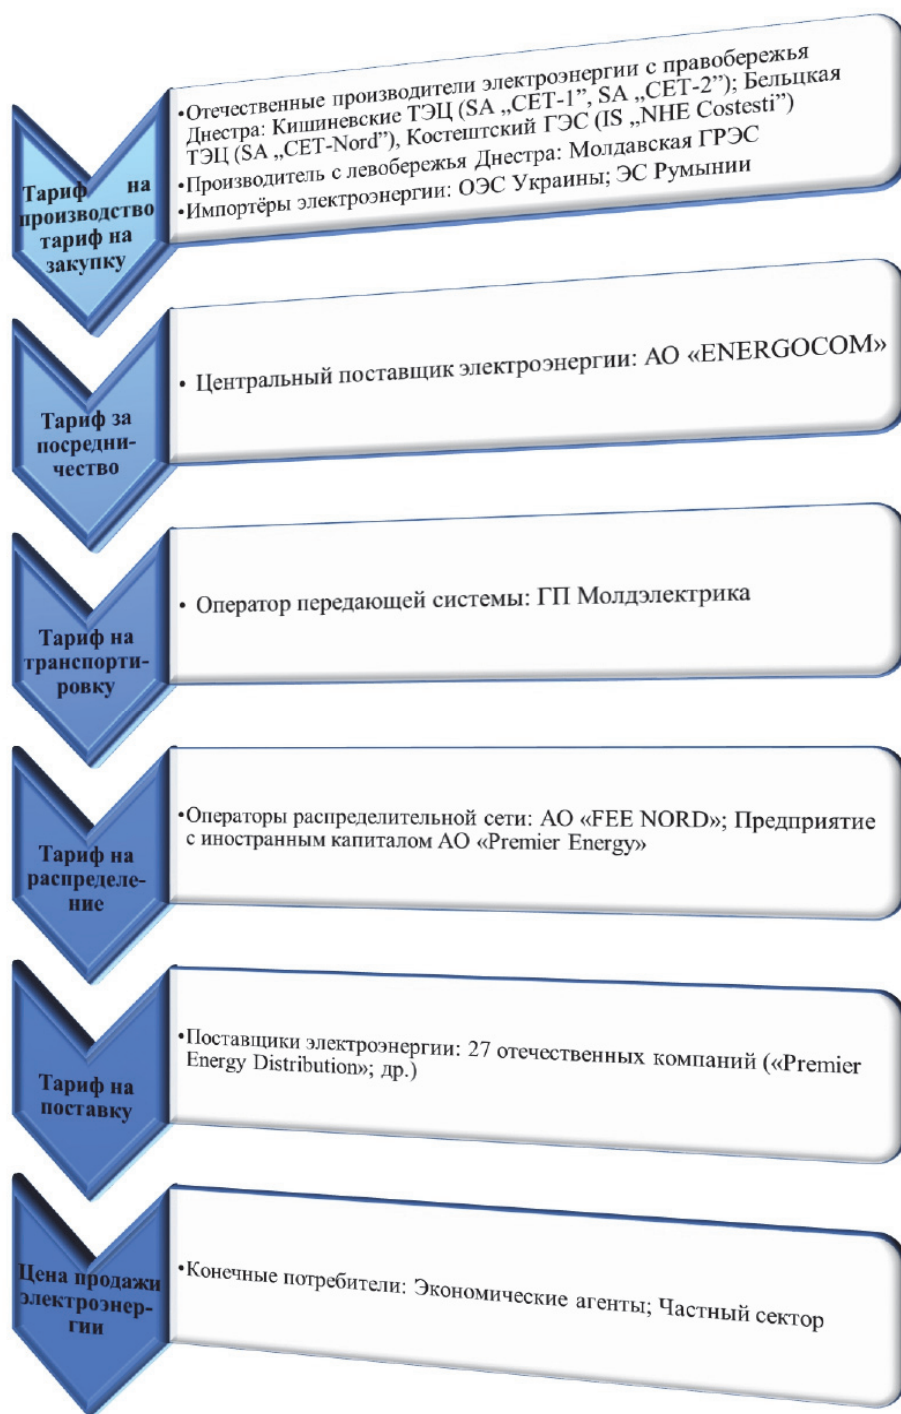 Тариф на
производство
тариф на
закупку
•Отечественные производители электроэнергии с правобережья
Днестра: Кишиневские ТЭЦ (SA „CET-1”, SA „CET-2”); Бельцкая
ТЭЦ (SA „CET-Nord”), Костештский ГЭС (IS „NHE Costesti”)
•Производитель с левобережья Днестра: Молдавская ГРЭС
•Импортёры электроэнергии: ОЭС Украины; ЭС Румынии
Тариф за
посредни-
чество
• Центральный поставщик электроэнергии: АО «ENERGOCOM»
Тариф на
транспорти-
ровку
• Оператор передающей системы: ГП Молдэлектрика
Тариф на
распределе-
ние
•Операторы распределительной сети: АО «FEE NORD»; Предприятие
с иностранным капиталом АО «Premier Energy»
Тариф на
поставку
•Поставщики электроэнергии: 27 отечественных компаний («Premier
Energy Distribution»; др.)
Цена продажи
электроэнер-
гии
•Конечные потребители: Экономические агенты; Частный сектор